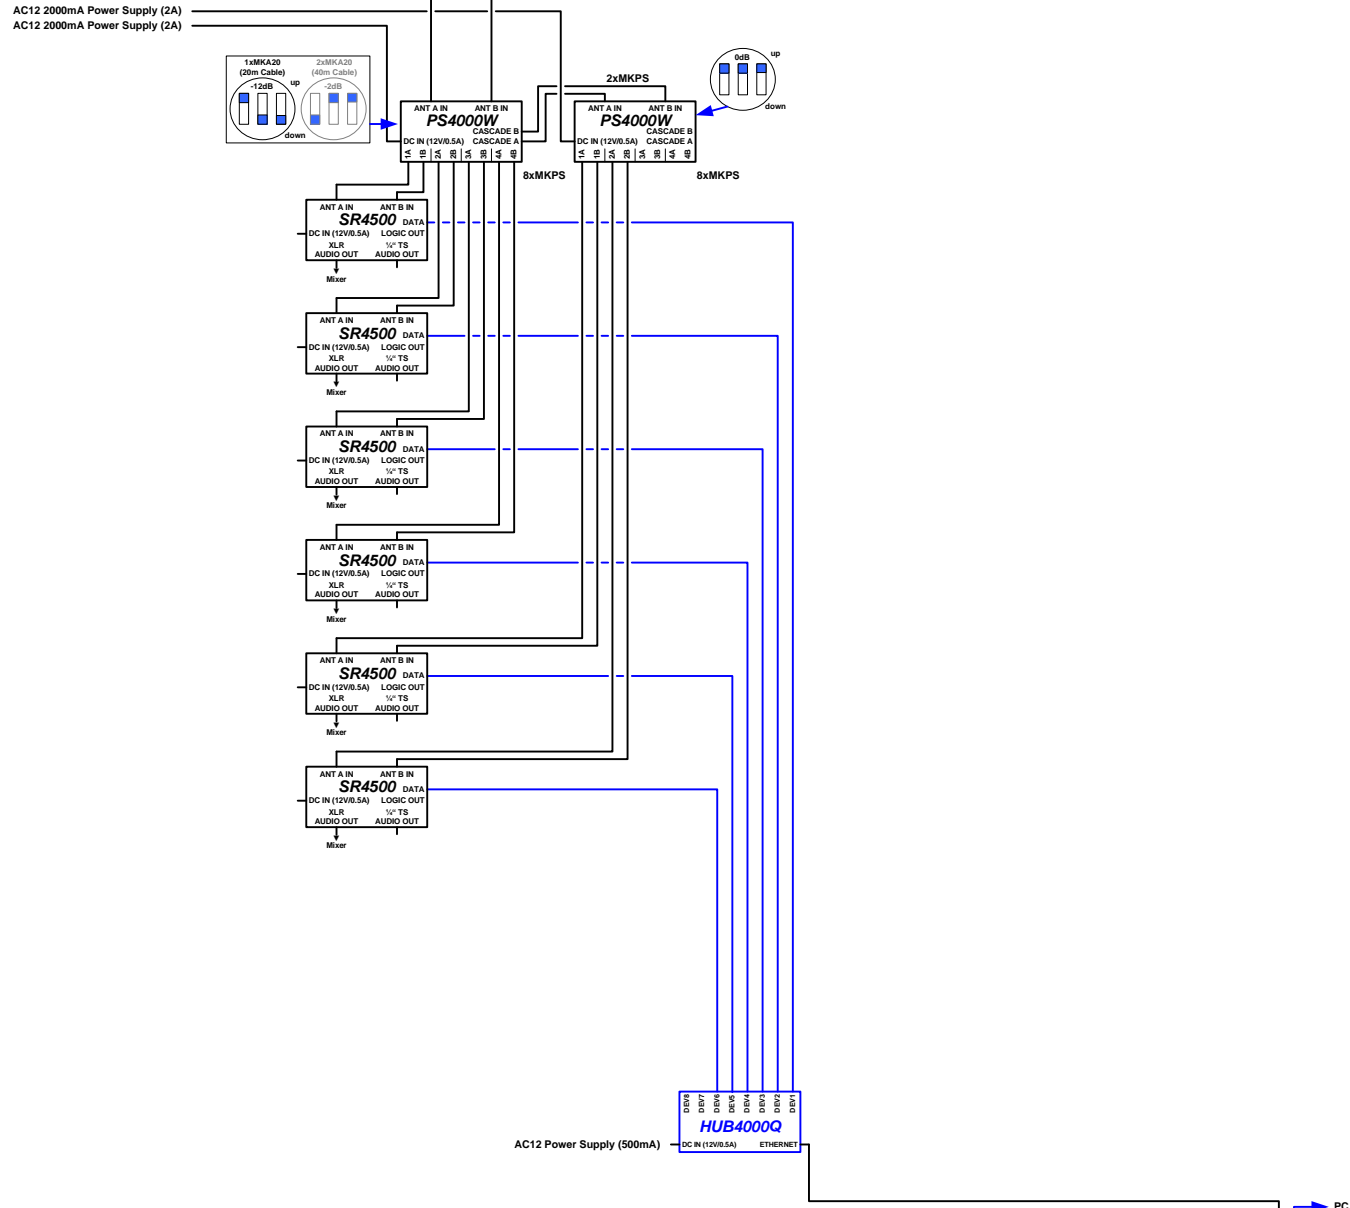 AC12 2000mA Power Supply (2A)
AC12 2000mA Power Supply (2A)
1xMKA20
(20m Cable)
-12dB
up
down
2xMKA20
(40m Cable)
-2dB
2xMKPS
0dB
up
down
ANT A IN ANT B IN
PS4000W
CASCADE B
DC IN (12V/0.5A) CASCADE A
1A 1B 2A 2B 3A 3B 4A 4B
8xMKPS
ANT A IN ANT B IN
PS4000W
CASCADE B
DC IN (12V/0.5A) CASCADE A
1A 1B 2A 2B 3A 3B 4A 4B
8xMKPS
ANT A IN ANT B IN
SR4500 DATA
DC IN (12V/0.5A) LOGIC OUT
XLR ¼" TS
AUDIO OUT AUDIO OUT
Mixer
ANT A IN ANT B IN
SR4500 DATA
DC IN (12V/0.5A) LOGIC OUT
XLR ¼" TS
AUDIO OUT AUDIO OUT
Mixer
ANT A IN ANT B IN
SR4500 DATA
DC IN (12V/0.5A) LOGIC OUT
XLR ¼" TS
AUDIO OUT AUDIO OUT
Mixer
ANT A IN ANT B IN
SR4500 DATA
DC IN (12V/0.5A) LOGIC OUT
XLR ¼" TS
AUDIO OUT AUDIO OUT
Mixer
ANT A IN ANT B IN
SR4500 DATA
DC IN (12V/0.5A) LOGIC OUT
XLR ¼" TS
AUDIO OUT AUDIO OUT
Mixer
ANT A IN ANT B IN
SR4500 DATA
DC IN (12V/0.5A) LOGIC OUT
XLR ¼" TS
AUDIO OUT AUDIO OUT
Mixer
DEV8 DEV7 DEV6 DEV5 DEV4 DEV3 DEV2 DEV1
HUB4000Q
AC12 Power Supply (500mA)
DC IN (12V/0.5A) ETHERNET
PC